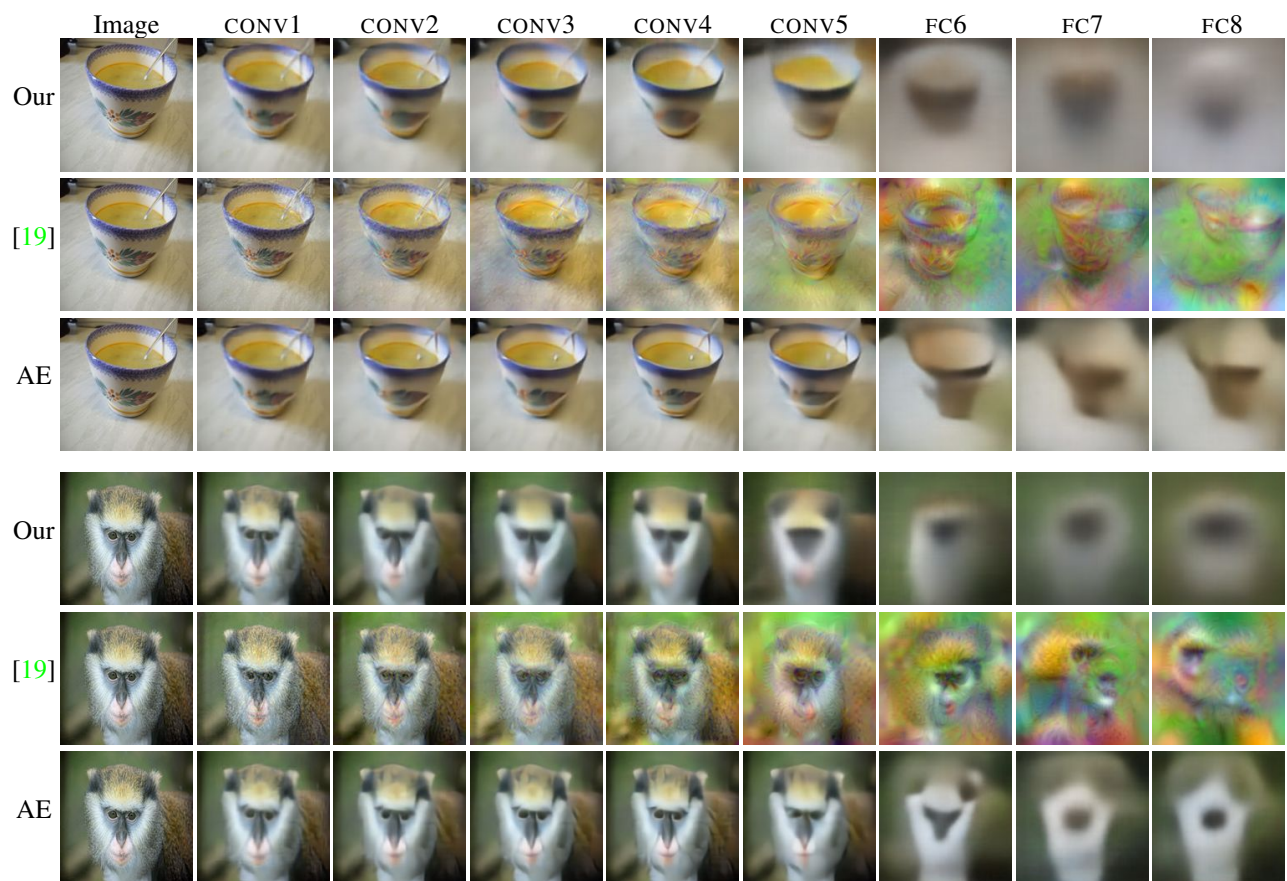 Image CONV1 CONV2 CONV3 CONV4 CONV5 FC6 FC7 FC8
Our
[19]
AE
Our
[19]
AE